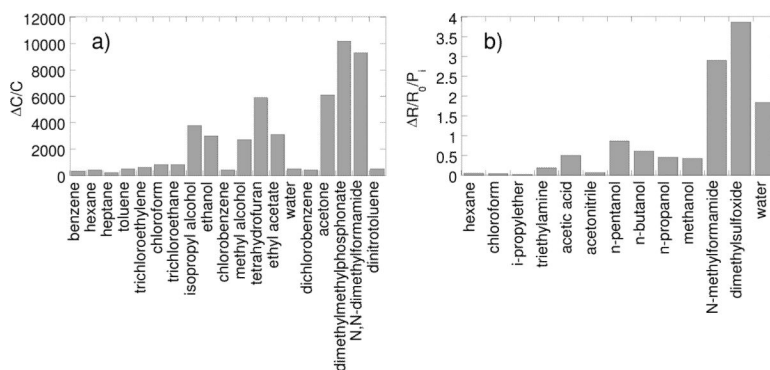 a)
ΔC/C
12000
10000
8000
6000
4000
2000
0
benzene
hexane
heptane
toluene
trichloroethylene
chloroform
trichloroethane
isopropyl alcohol
ethanol
chlorobenzene
methyl alcohol
tetrahydrofuran
ethyl acetate
water
dichlorobenzene
acetone
dimethylmethylphosphonate
N,N-dimethylformamide
dinitrotoluene
b)
ΔR/R₀/Pᵢ
4
3.5
3
2.5
2
1.5
1
0.5
0
hexane
chloroform
i-propylether
triethylamine
acetic acid
acetonitrile
n-pentanol
n-butanol
n-propanol
methanol
N-methylformamide
dimethylsulfoxide
water